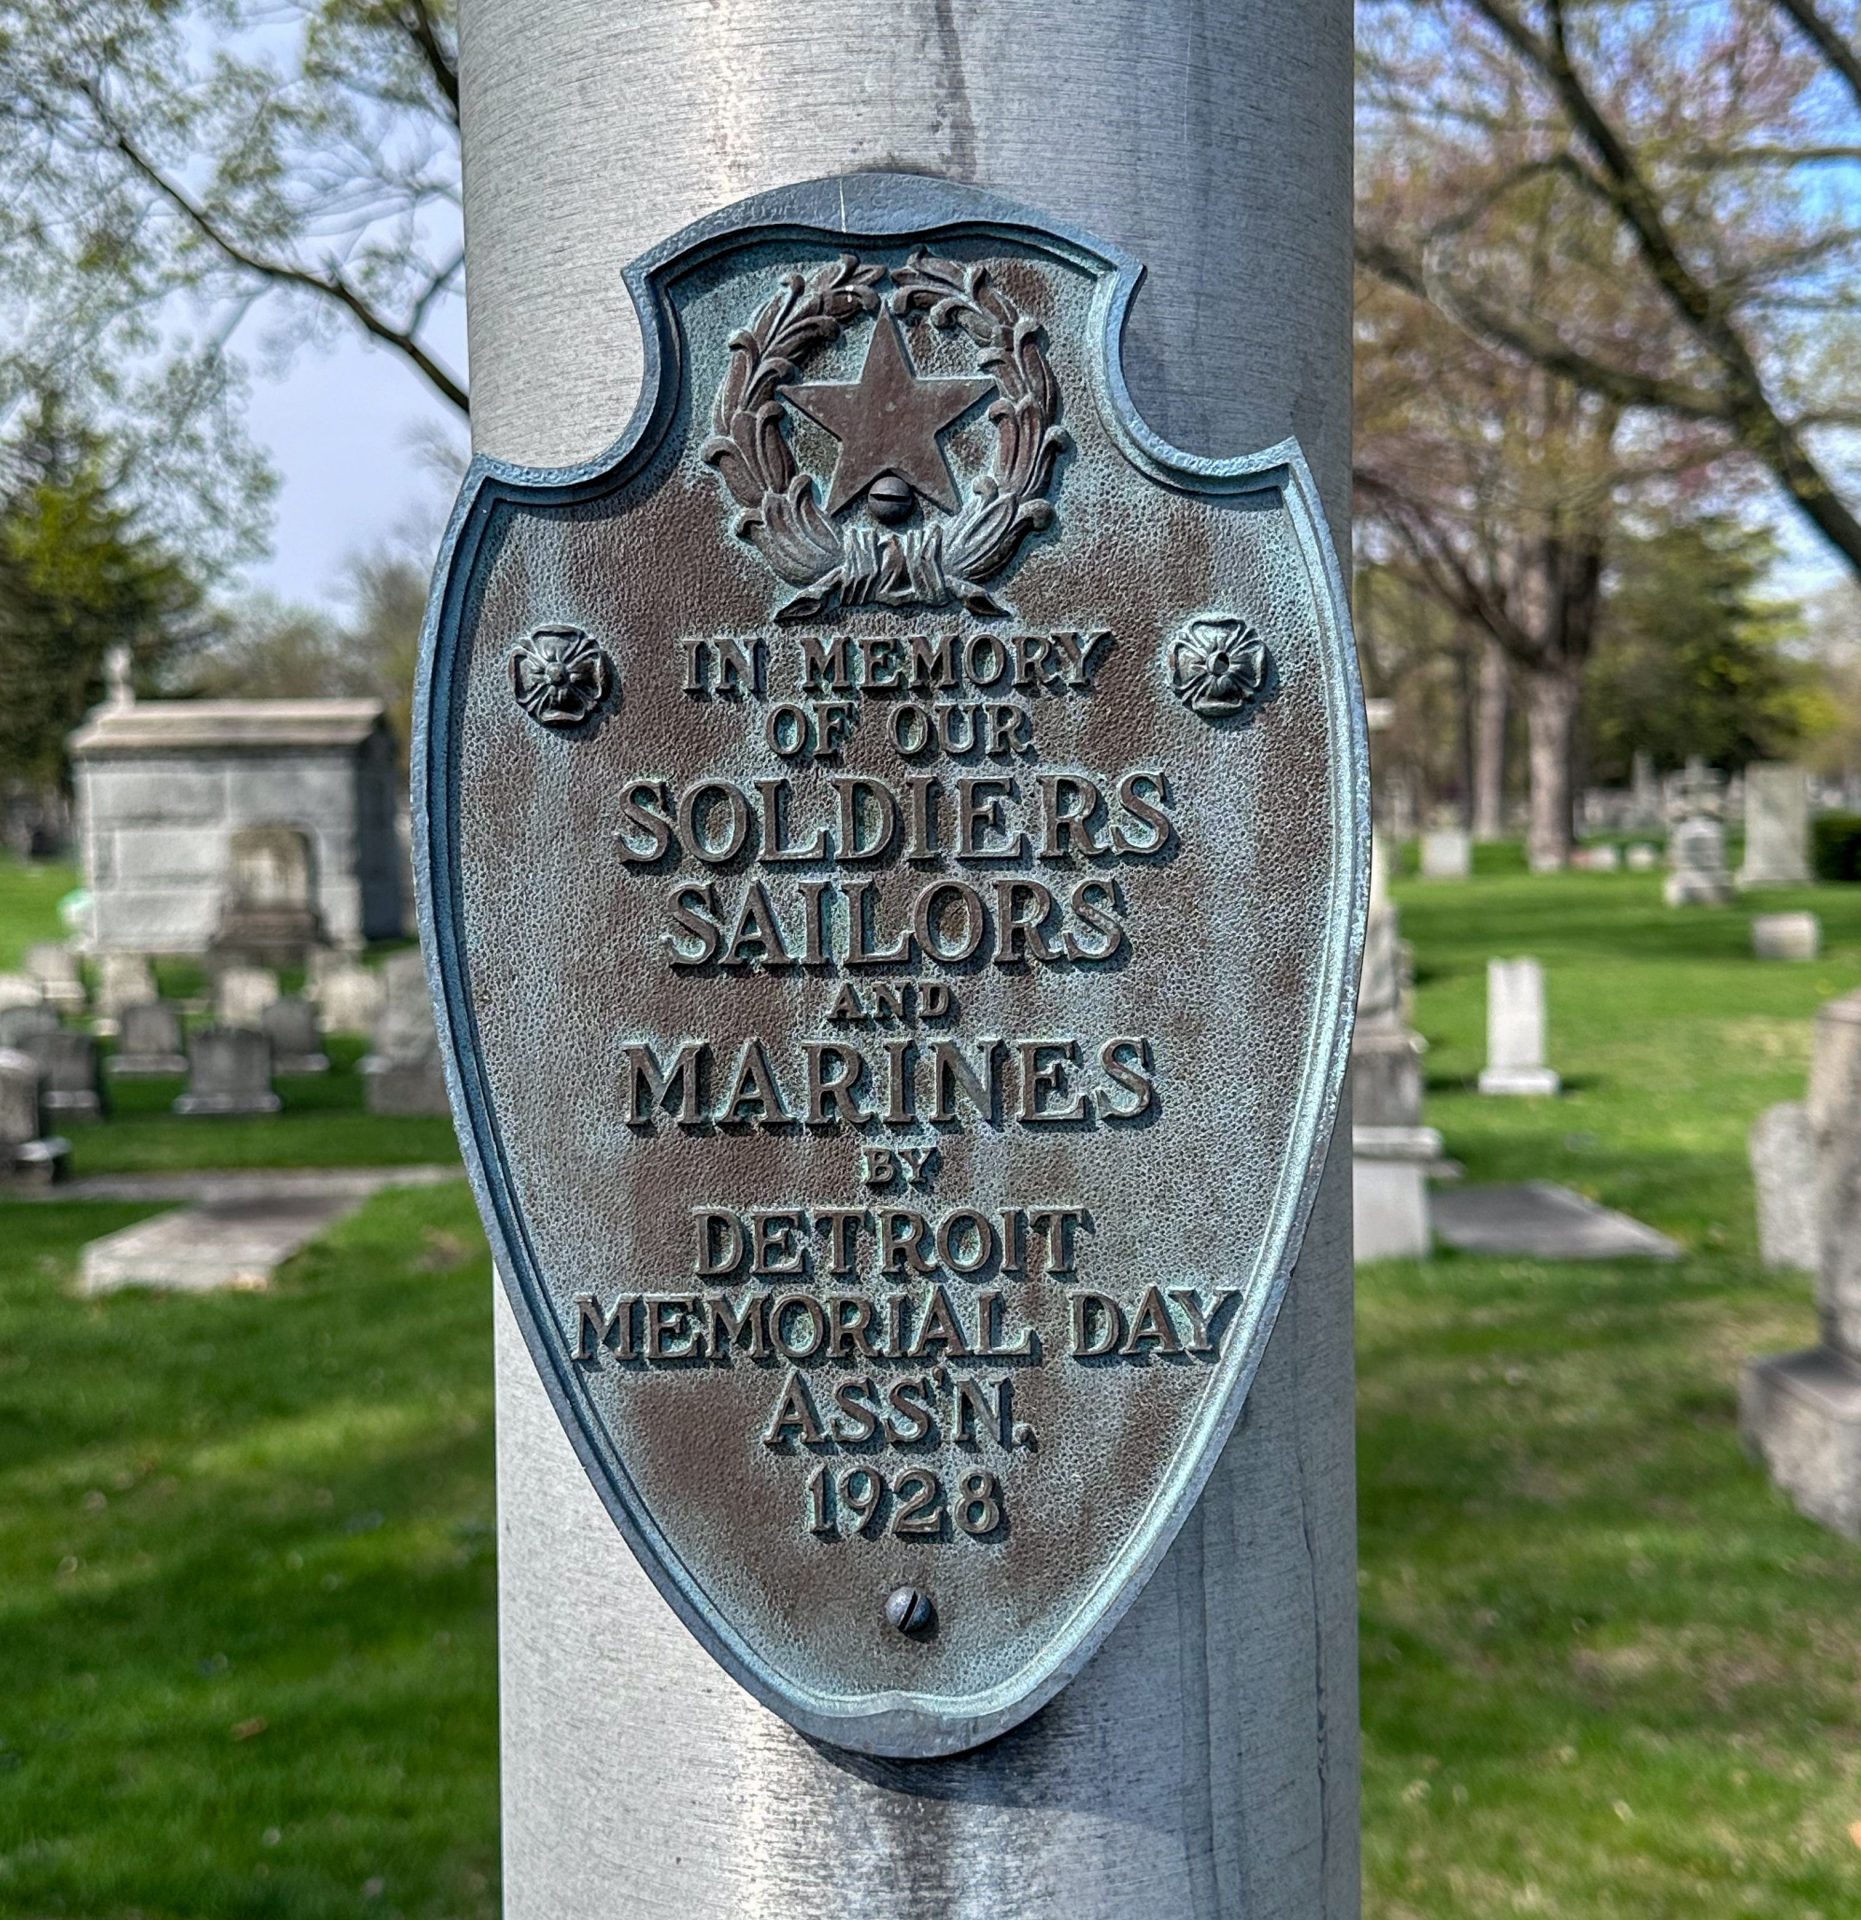 IN MEMORY
OF OUR
SOLDIERS
SAILORS
AND
MARINES
BY
DETROIT
MEMORIAL DAY
ASS'N.
1928